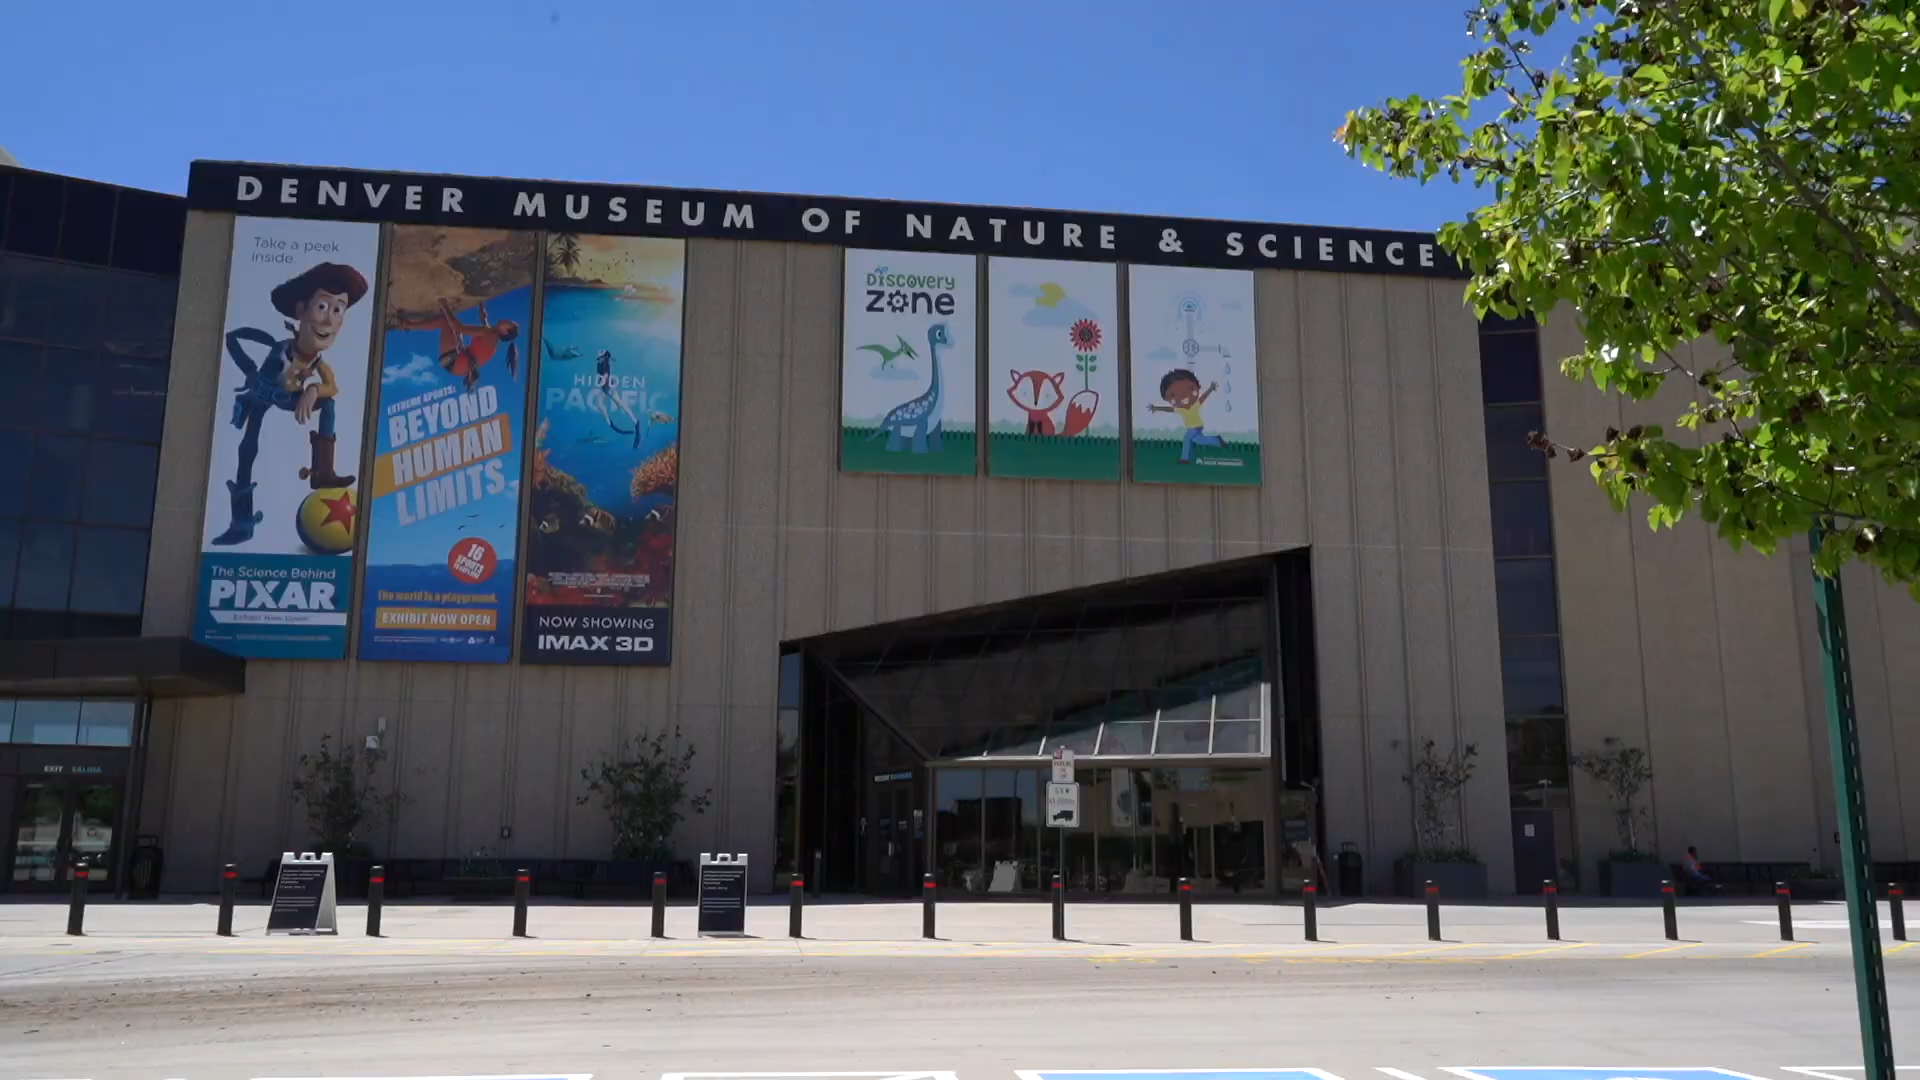 DENVER MUSEUM OF NATURE & SCIENCE
Take a peek
inside.
The Science Behind
PIXAR
EXTREME SPORTS:
BEYOND
HUMAN
LIMITS
16
The world is a playground.
EXHIBIT NOW OPEN
HIDDEN
PACIFIC
NOW SHOWING
IMAX 3D
Discovery
zone
EXIT SALIDA